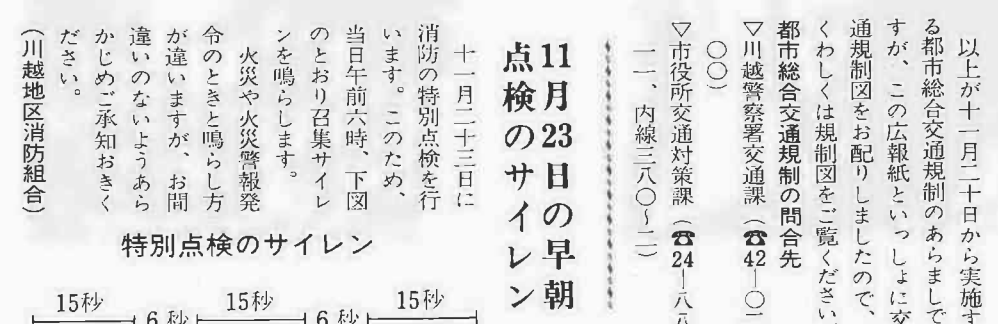 以上が十一月二十日から実施す
る都市総合交通規制のあらましで
すが、この広報紙といっしょに交
通規制図をお配りしましたので、
くわしくは規制図をご覧ください
都市総合交通規制の問合先
▽川越警察署交通課(☎42―〇一
〇〇)
▽市役所交通対策課(☎24―八八
一一、内線三八〇~二)
11月23日の早朝
点検のサイレン
十一月二十三日に
消防の特別点検を行
います。このため、
当日午前六時、下図
のとおり召集サイレ
ンを鳴らします。
火災や火災警報発
令のときと鳴らし方
が違いますが、お間
違いのないようあら
かじめご承知おきく
ださい。
(川越地区消防組合)
特別点検のサイレン
15秒 6秒 15秒 6秒 15秒